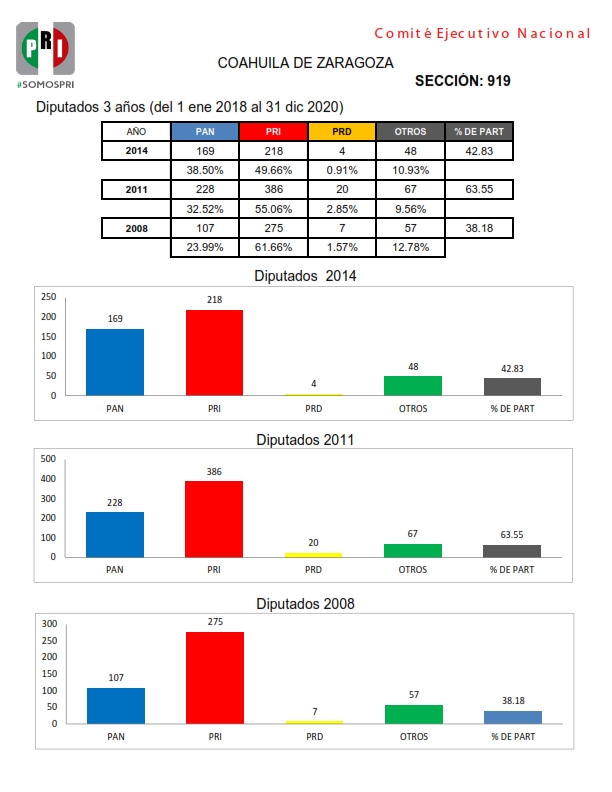 Comité Ejecutivo Nacional
PRI
#SOMOSPRI
COAHUILA DE ZARAGOZA
SECCIÓN: 919
Diputados 3 años (del 1 ene 2018 al 31 dic 2020)
AÑO PAN PRI PRD OTROS % DE PART
2014 169 218 4 48 42.83
38.50% 49.66% 0.91% 10.93%
2011 228 386 20 67 63.55
32.52% 55.06% 2.85% 9.56%
2008 107 275 7 57 38.18
23.99% 61.66% 1.57% 12.78%
Diputados 2014
250
200
150
100
50
0
169 218 4 48 42.83
PAN PRI PRD OTROS % DE PART
Diputados 2011
500
400
300
200
100
0
228 386 20 67 63.55
PAN PRI PRD OTROS % DE PART
Diputados 2008
300
250
200
150
100
50
0
107 275 7 57 38.18
PAN PRI PRD OTROS % DE PART